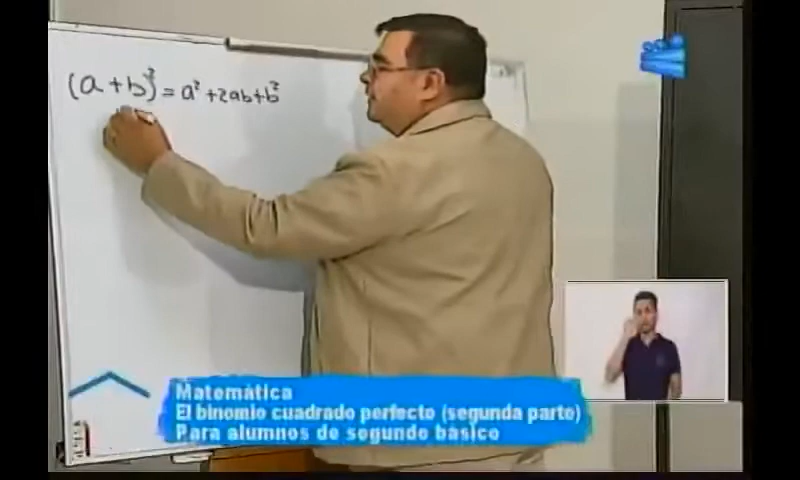 (a+b)² = a² +2ab+b²
Matemática
El binomio cuadrado perfecto (segunda parte)
Para alumnos de segundo básico